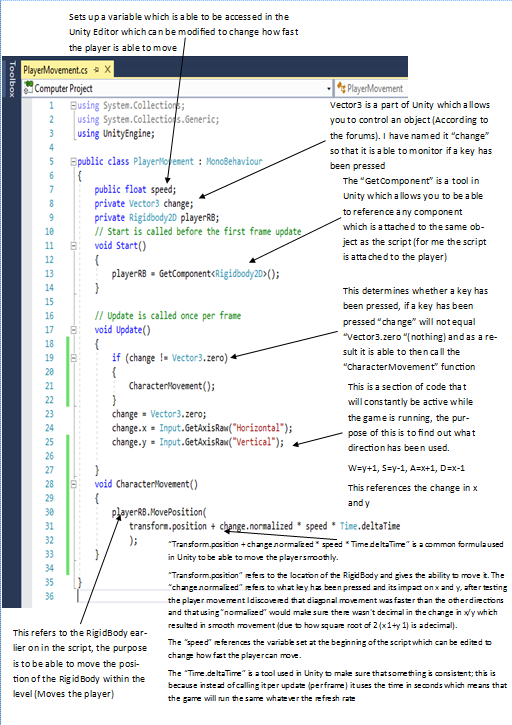 Sets up a variable which is able to be accessed in the
Unity Editor which can be modified to change how fast
the player is able to move
Toolbox
PlayerMovement.cs
Computer Project
PlayerMovement
1 using System.Collections;
2 using System.Collections.Generic;
3 using UnityEngine;
4
5 public class PlayerMovement : MonoBehaviour
6 {
7 public float speed;
8 private Vector3 change;
9 private Rigidbody2D playerRB;
10 // Start is called before the first frame update
11 void Start()
12 {
13 playerRB = GetComponent<Rigidbody2D>();
14 }
15
16 // Update is called once per frame
17 void Update()
18 {
19 if (change != Vector3.zero)
20 {
21 CharacterMovement();
22 }
23 change = Vector3.zero;
24 change.x = Input.GetAxisRaw("Horizontal");
25 change.y = Input.GetAxisRaw("Vertical");
26
27 }
28 void CharacterMovement()
29 {
30 playerRB.MovePosition(
31 transform.position + change.normalized * speed * Time.deltaTime
32 );
33 }
34
35 }
36
Vector3 is a part of Unity which allows
you to control an object (According to
the forums). I have named it "change"
so that it is able to monitor if a key has
been pressed
The "GetComponent" is a tool in
Unity which allows you to be able
to reference any component
which is attached to the same ob-
ject as the script (for me the script
is attached to the player)
This determines whether a key has
been pressed, if a key has been
pressed "change" will not equal
"Vector3.zero "(nothing) and as a re-
sult it is able to then call the
"CharacterMovement" function
This is a section of code that
will constantly be active while
the game is running, the pur-
pose of this is to find out what
direction has been used.
W=y+1, S=y-1, A=x+1, D=x-1
This references the change in x
and y
"Transform.position + change.normalized * speed * Time.deltaTime" is a common formula used
in Unity to be able to move the player smoothly.
"Transform.position" refers to the location of the RigidBody and gives the ability to move it. The
"change.normalized" refers to what key has been pressed and its impact on x and y, after testing
the player movement I discovered that diagonal movement was faster than the other directions
and that using "normalized" would make sure there wasn't decimal in the change in x/y which
resulted in smooth movement (due to how square root of 2 (x1+y1) is a decimal).
The "speed" references the variable set at the beginning of the script which can be edited to
change how fast the player can move.
The "Time.deltaTime" is a tool used in Unity to make sure that something is consistent; this is
because instead of calling it per update (per frame) it uses the time in seconds which means that
the game will run the same whatever the refresh rate
This refers to the RigidBody ear-
lier on in the script, the purpose
is to be able to move the posi-
tion of the RigidBody within the
level (Moves the player)